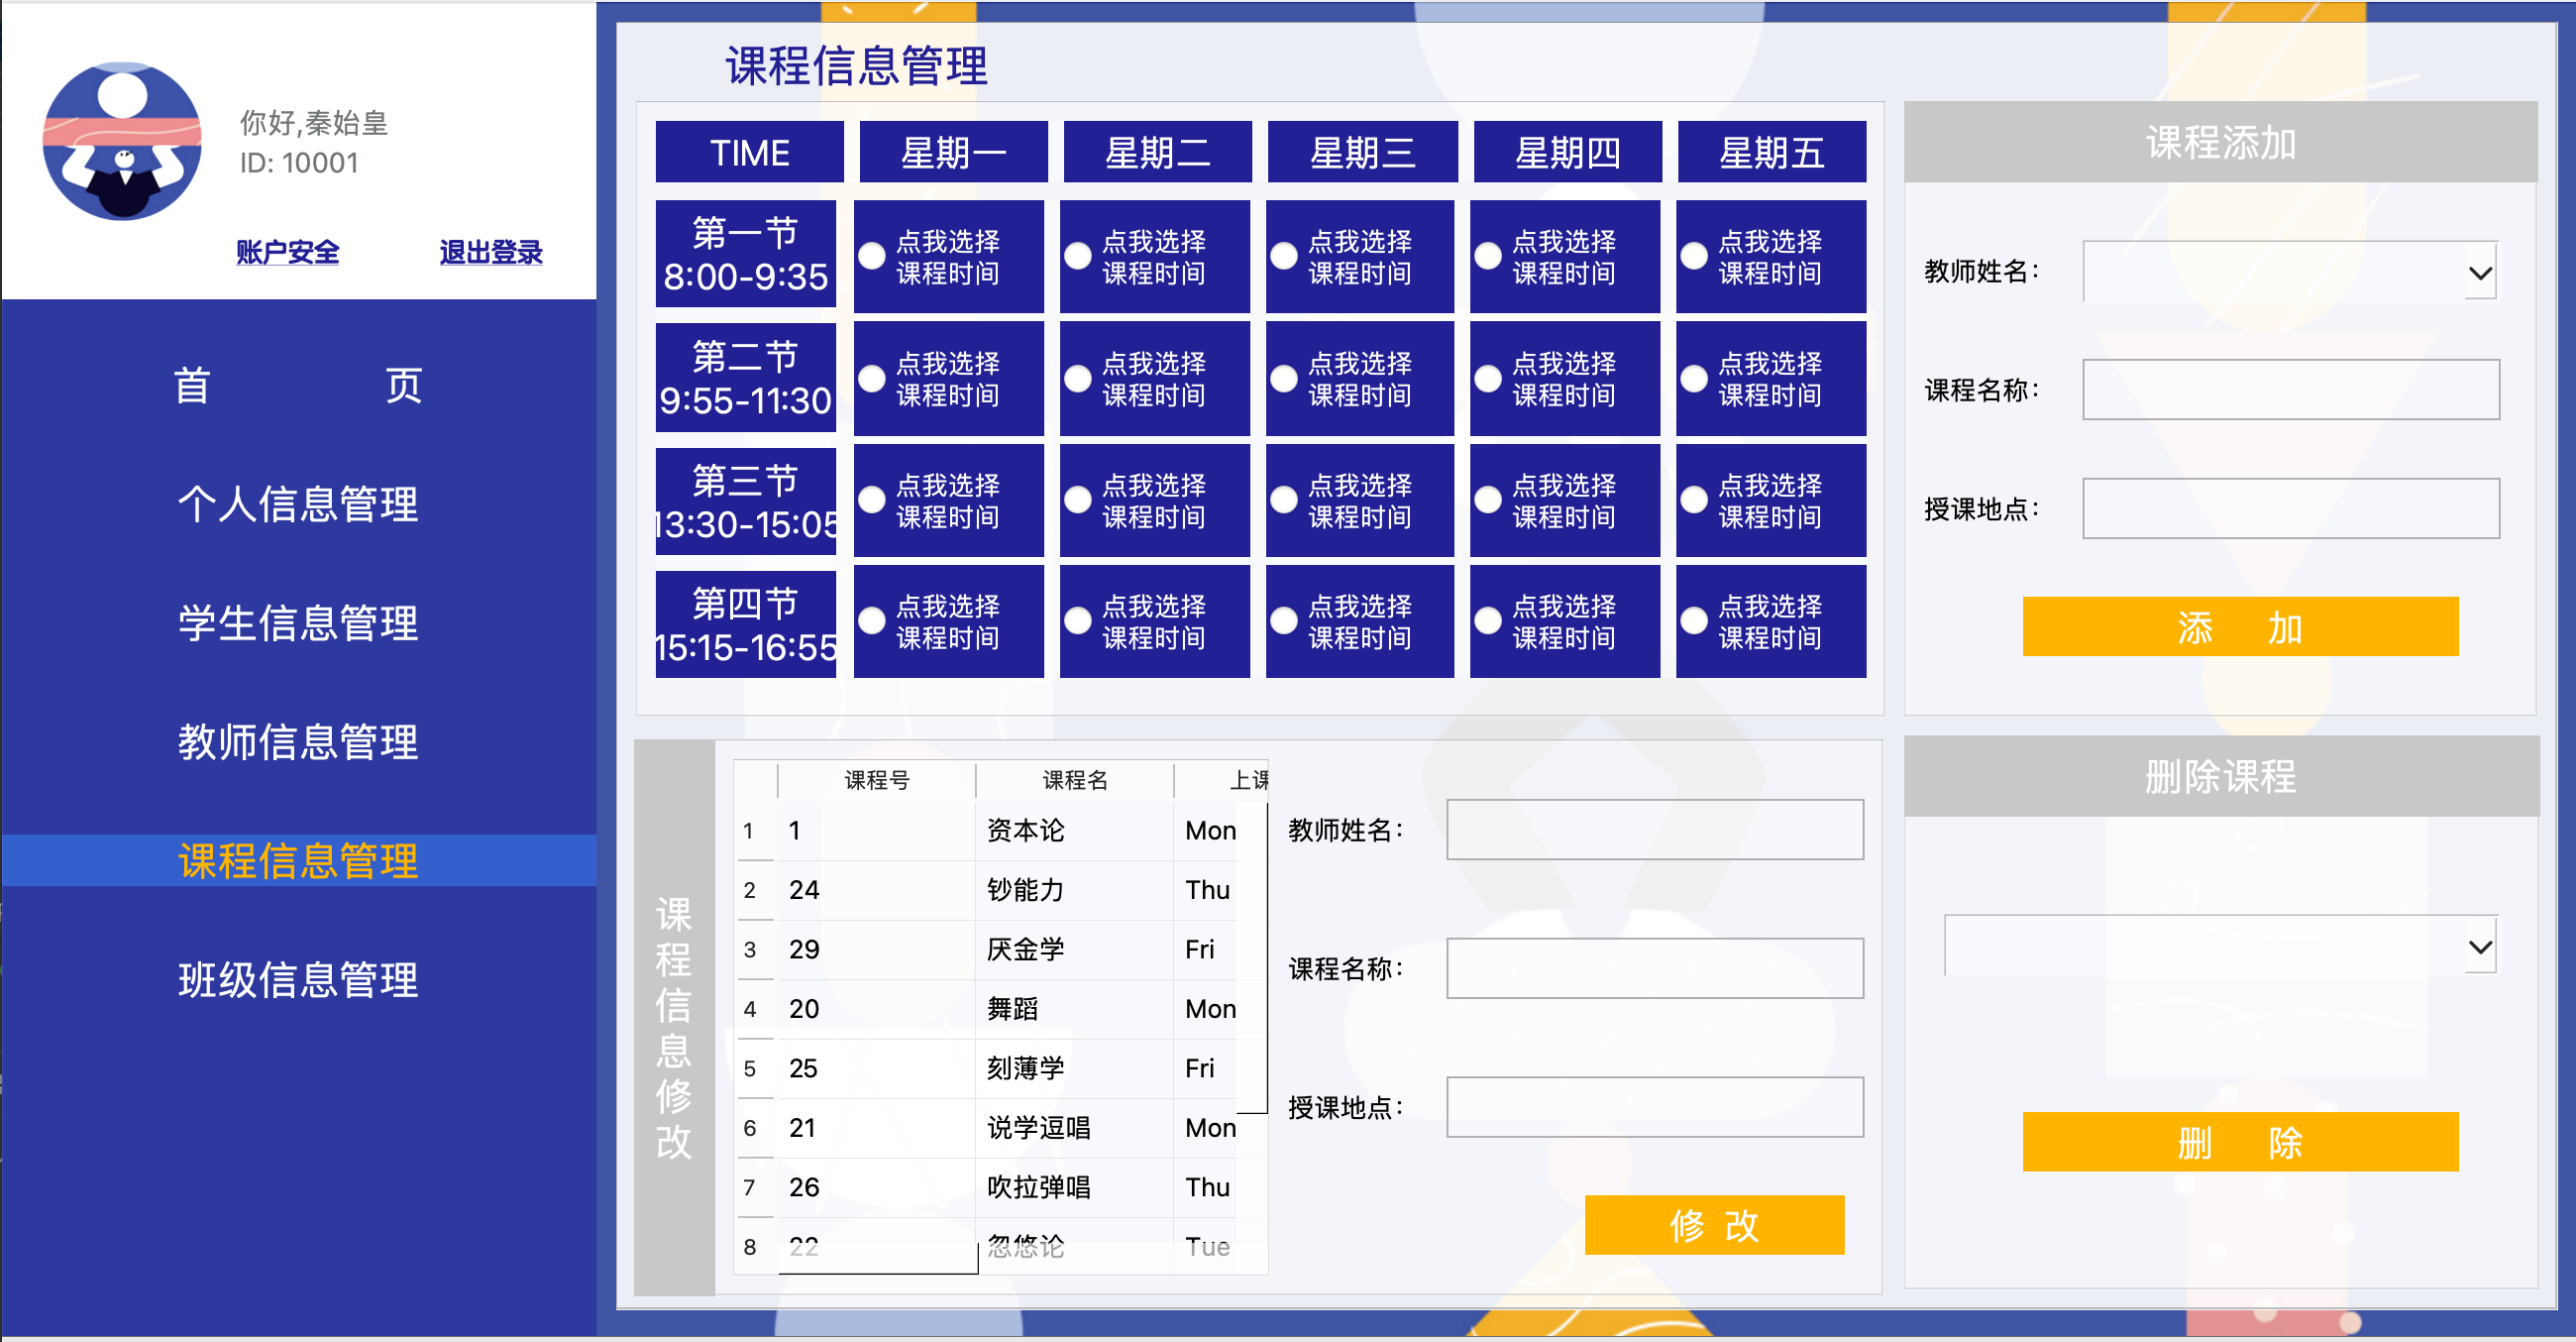 你好,秦始皇
ID: 10001
账户安全 退出登录
首 页
个人信息管理
学生信息管理
教师信息管理
课程信息管理
班级信息管理
课程信息管理
TIME 星期一 星期二 星期三 星期四 星期五
第一节
8:00-9:35
点我选择
课程时间
点我选择
课程时间
点我选择
课程时间
点我选择
课程时间
点我选择
课程时间
第二节
9:55-11:30
点我选择
课程时间
点我选择
课程时间
点我选择
课程时间
点我选择
课程时间
点我选择
课程时间
第三节
13:30-15:05
点我选择
课程时间
点我选择
课程时间
点我选择
课程时间
点我选择
课程时间
点我选择
课程时间
第四节
15:15-16:55
点我选择
课程时间
点我选择
课程时间
点我选择
课程时间
点我选择
课程时间
点我选择
课程时间
课程添加
教师姓名：
课程名称：
授课地点：
添 加
课程信息修改
课程号 课程名 上课
1 1 资本论 Mon
2 24 钞能力 Thu
3 29 厌金学 Fri
4 20 舞蹈 Mon
5 25 刻薄学 Fri
6 21 说学逗唱 Mon
7 26 吹拉弹唱 Thu
8 22 忽悠论 Tue
教师姓名：
课程名称：
授课地点：
修 改
删除课程
删 除